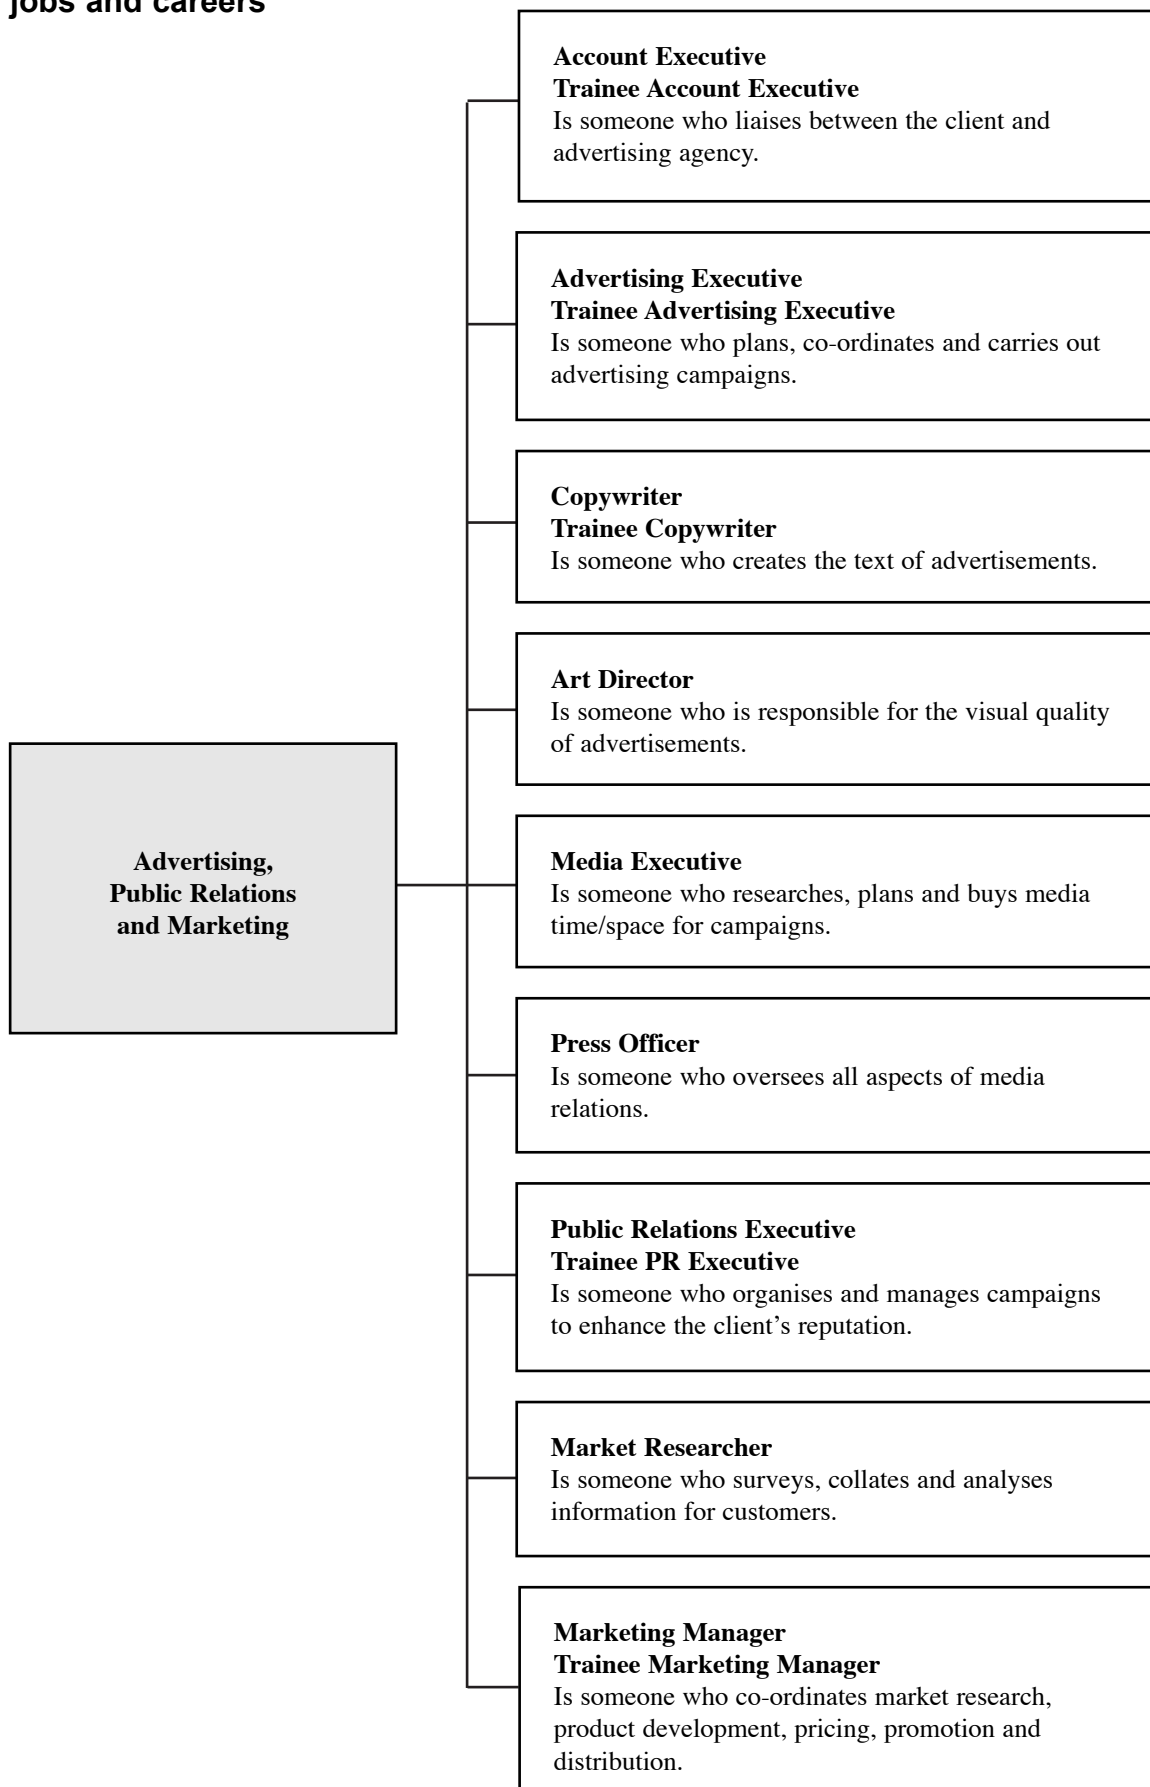 jobs and careers
Account Executive
Trainee Account Executive
Is someone who liaises between the client and
advertising agency.
Advertising Executive
Trainee Advertising Executive
Is someone who plans, co-ordinates and carries out
advertising campaigns.
Copywriter
Trainee Copywriter
Is someone who creates the text of advertisements.
Art Director
Is someone who is responsible for the visual quality
of advertisements.
Advertising,
Public Relations
and Marketing
Media Executive
Is someone who researches, plans and buys media
time/space for campaigns.
Press Officer
Is someone who oversees all aspects of media
relations.
Public Relations Executive
Trainee PR Executive
Is someone who organises and manages campaigns
to enhance the client’s reputation.
Market Researcher
Is someone who surveys, collates and analyses
information for customers.
Marketing Manager
Trainee Marketing Manager
Is someone who co-ordinates market research,
product development, pricing, promotion and
distribution.